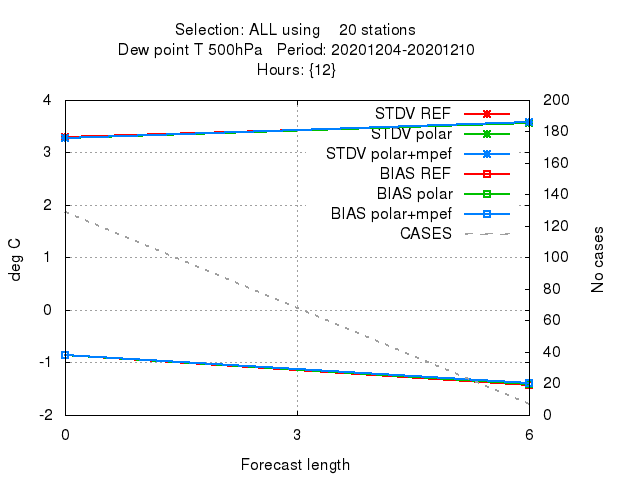 Selection: ALL using    20 stations
Dew point T 500hPa   Period: 20201204-20201210
Hours: {12}
4
3
2
1
0
-1
-2
deg C
STDV REF
STDV polar
STDV polar+mpef
BIAS REF
BIAS polar
BIAS polar+mpef
CASES
200
180
160
140
120
100
80
60
40
20
0
No cases
0
3
6
Forecast length